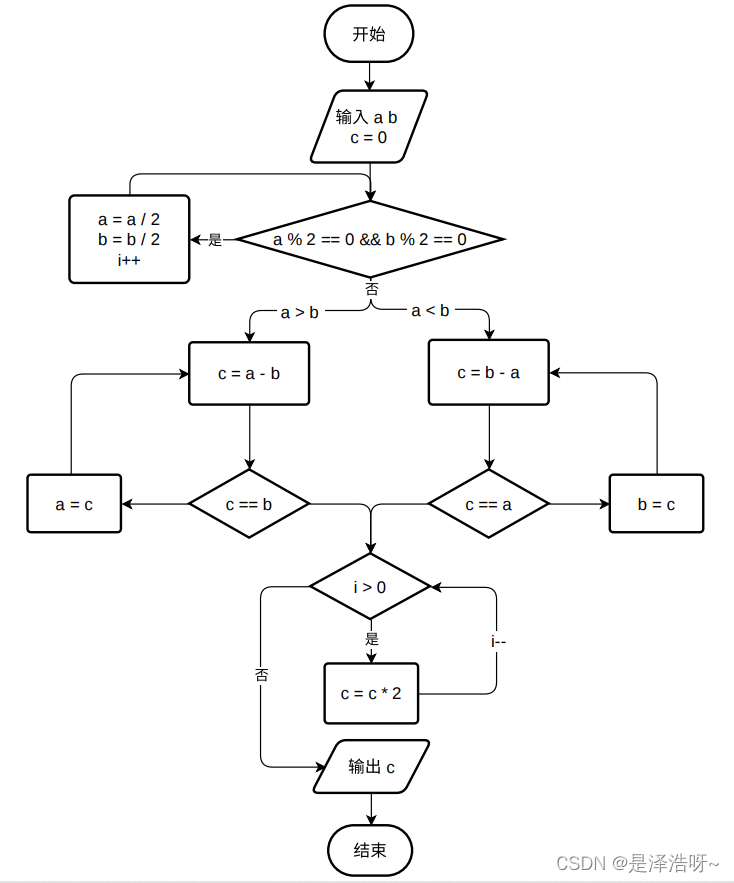 开始
输入 a b
c = 0
a = a / 2
b = b / 2
i++
是
a % 2 == 0 && b % 2 == 0
否
a > b
a < b
c = a - b
c = b - a
a = c
c == b
c == a
b = c
i > 0
是
i--
否
c = c * 2
输出 c
结束
CSDN @是泽浩呀~